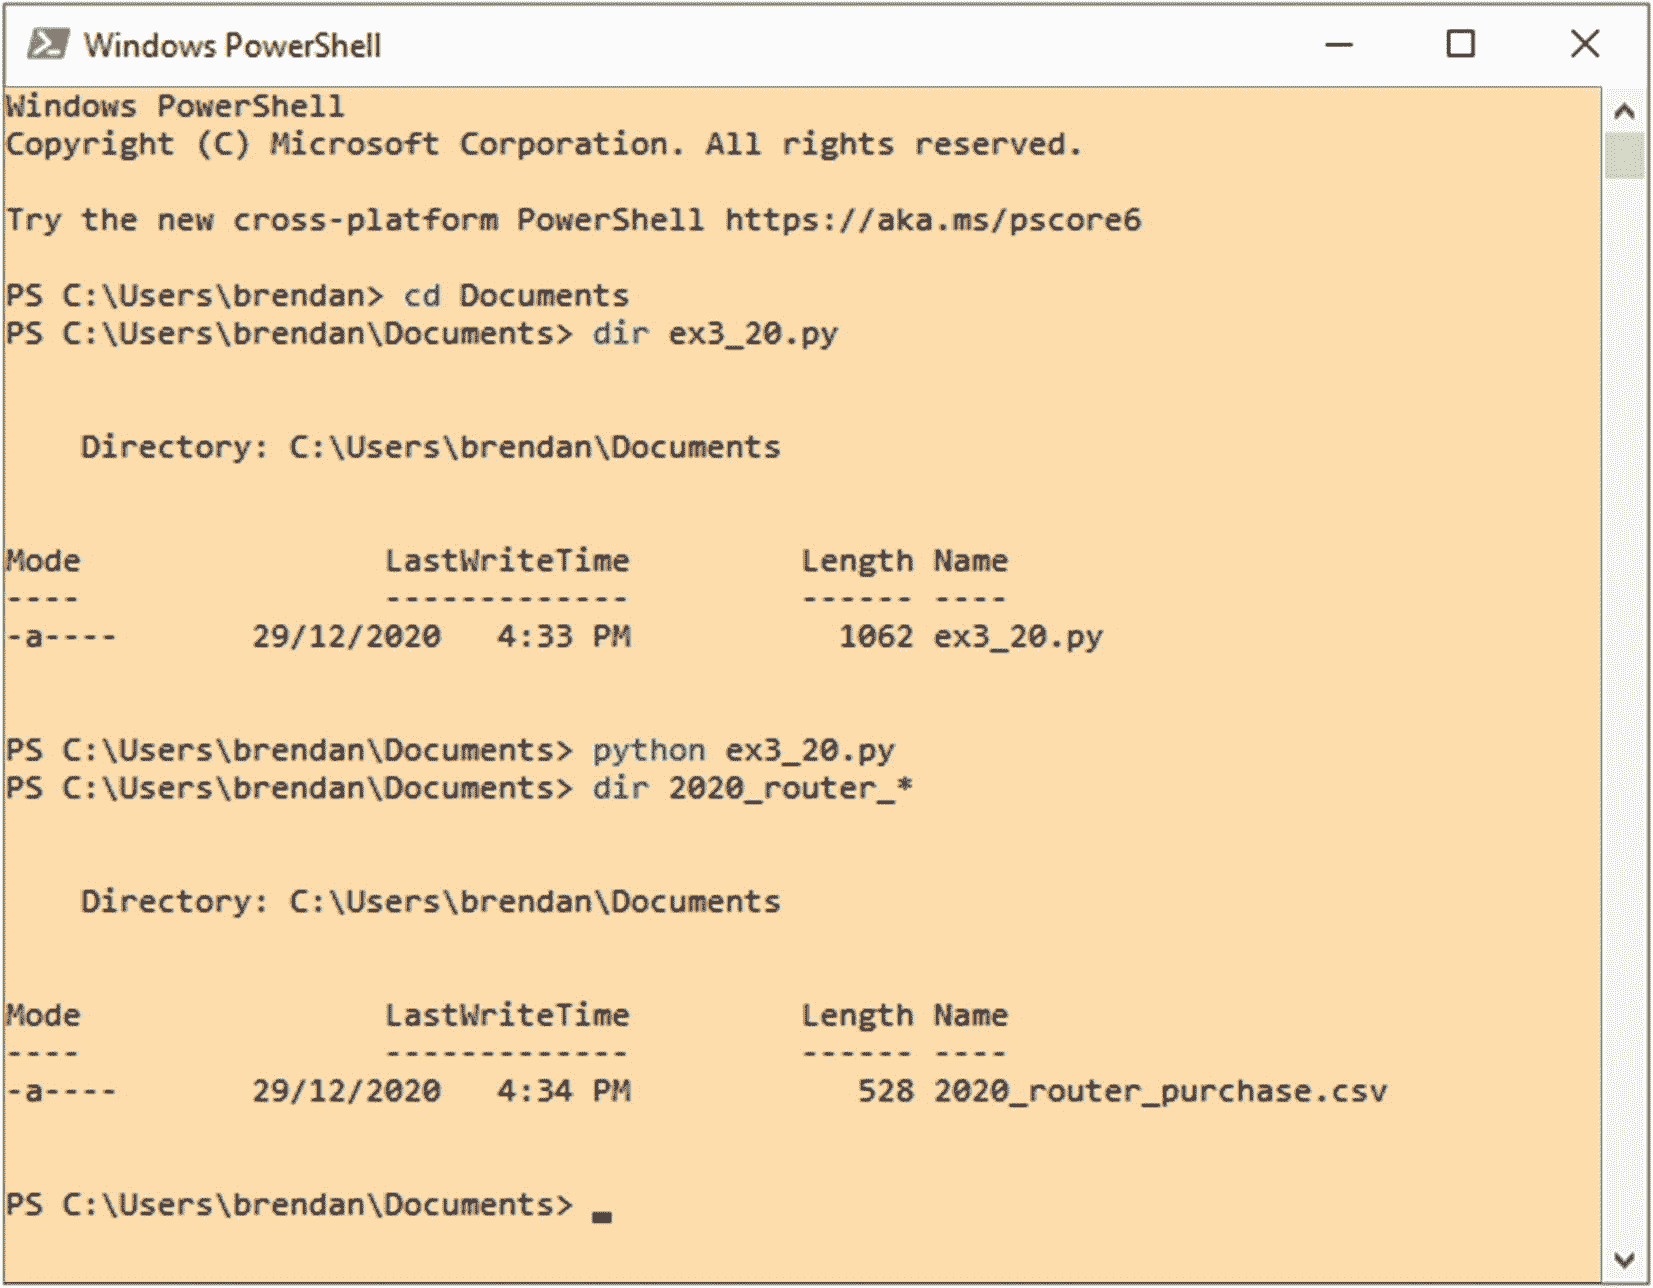 Windows PowerShell
Windows PowerShell
Copyright (C) Microsoft Corporation. All rights reserved.
Try the new cross-platform PowerShell https://aka.ms/pscore6
PS C:\Users\brendan> cd Documents
PS C:\Users\brendan\Documents> dir ex3_20.py
Directory: C:\Users\brendan\Documents
Mode                LastWriteTime         Length Name
----                -------------         ------ ----
-a----       29/12/2020   4:33 PM           1062 ex3_20.py
PS C:\Users\brendan\Documents> python ex3_20.py
PS C:\Users\brendan\Documents> dir 2020_router_*
Directory: C:\Users\brendan\Documents
Mode                LastWriteTime         Length Name
----                -------------         ------ ----
-a----       29/12/2020   4:34 PM            528 2020_router_purchase.csv
PS C:\Users\brendan\Documents>